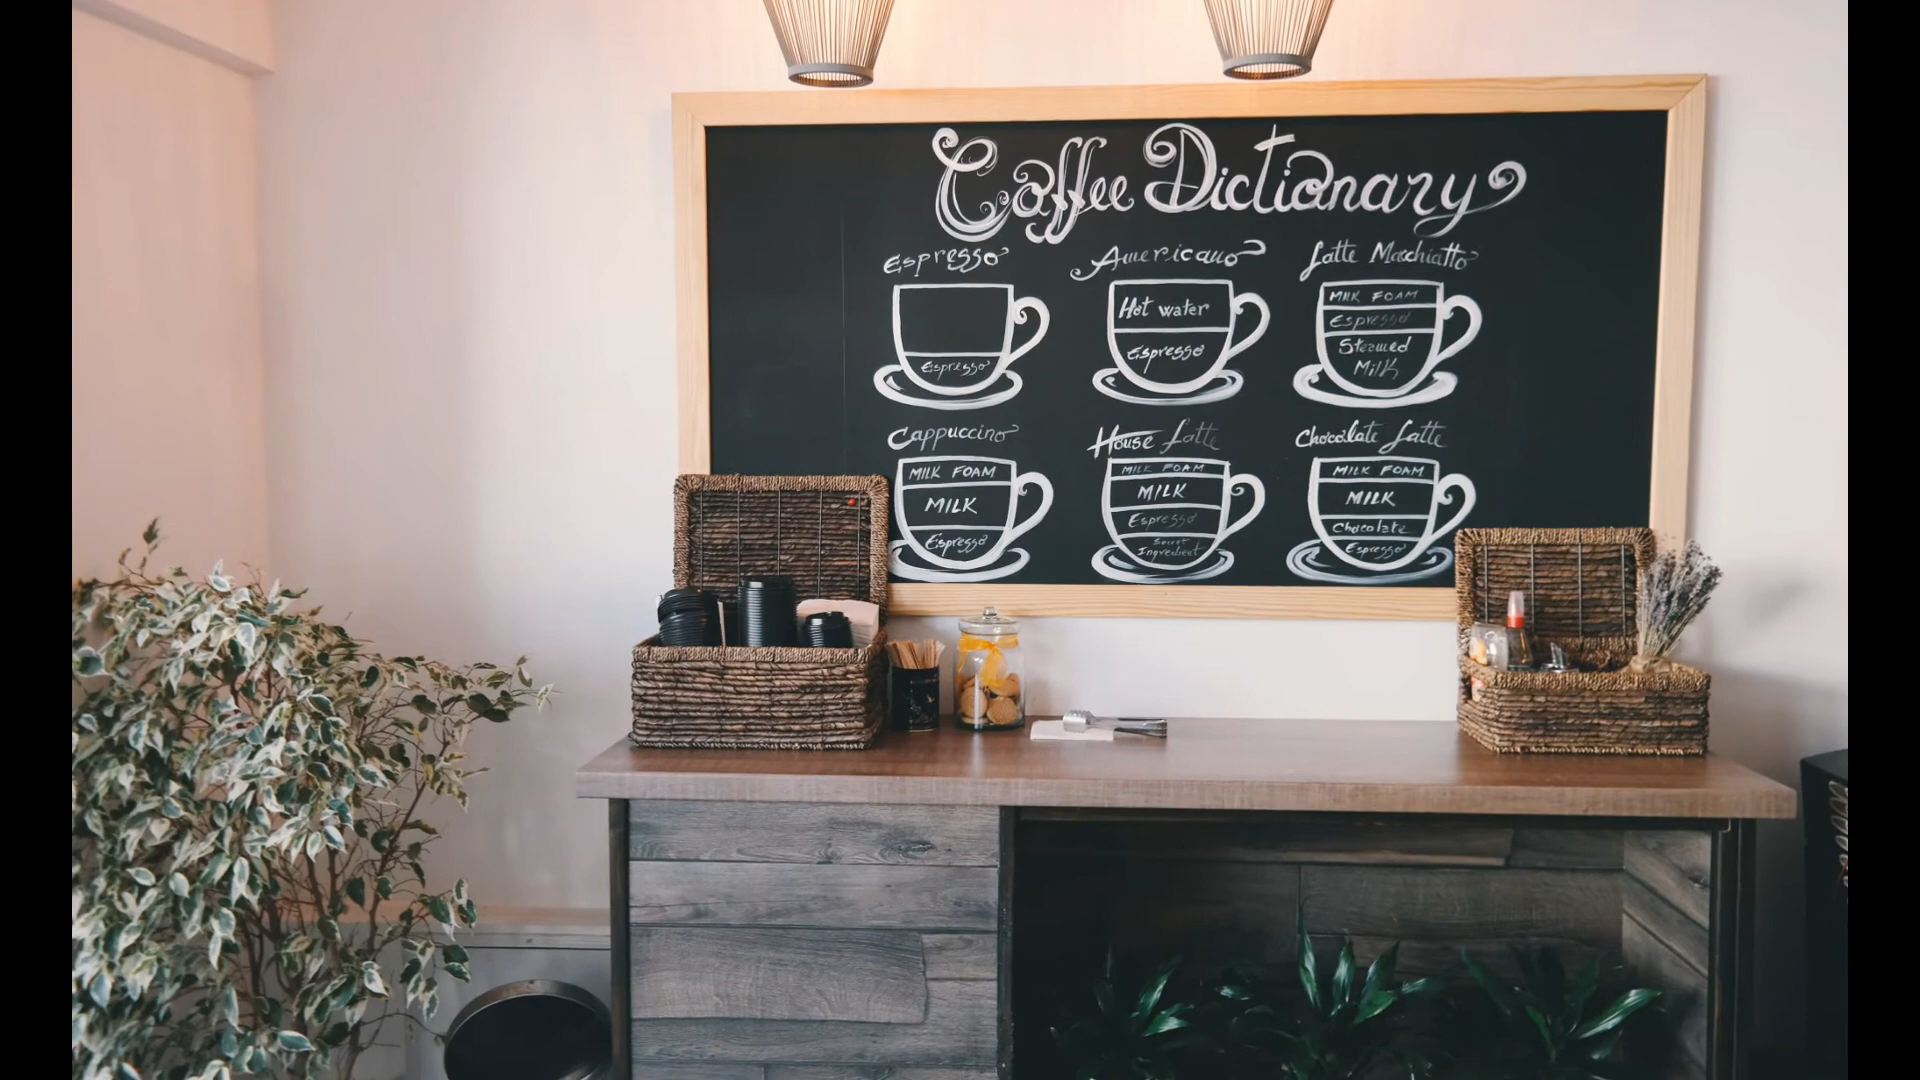 Coffee Dictionary
Espresso
Americano
Latte Macchiatto
Espresso
Hot water
Espresso
MILK FOAM
Espresso
Steamed
Milk
Cappuccino
House Latte
Chocolate Latte
MILK FOAM
MILK
Espresso
MILK FOAM
MILK
Espresso
Secret
Ingredient
MILK FOAM
MILK
Chocolate
Espresso